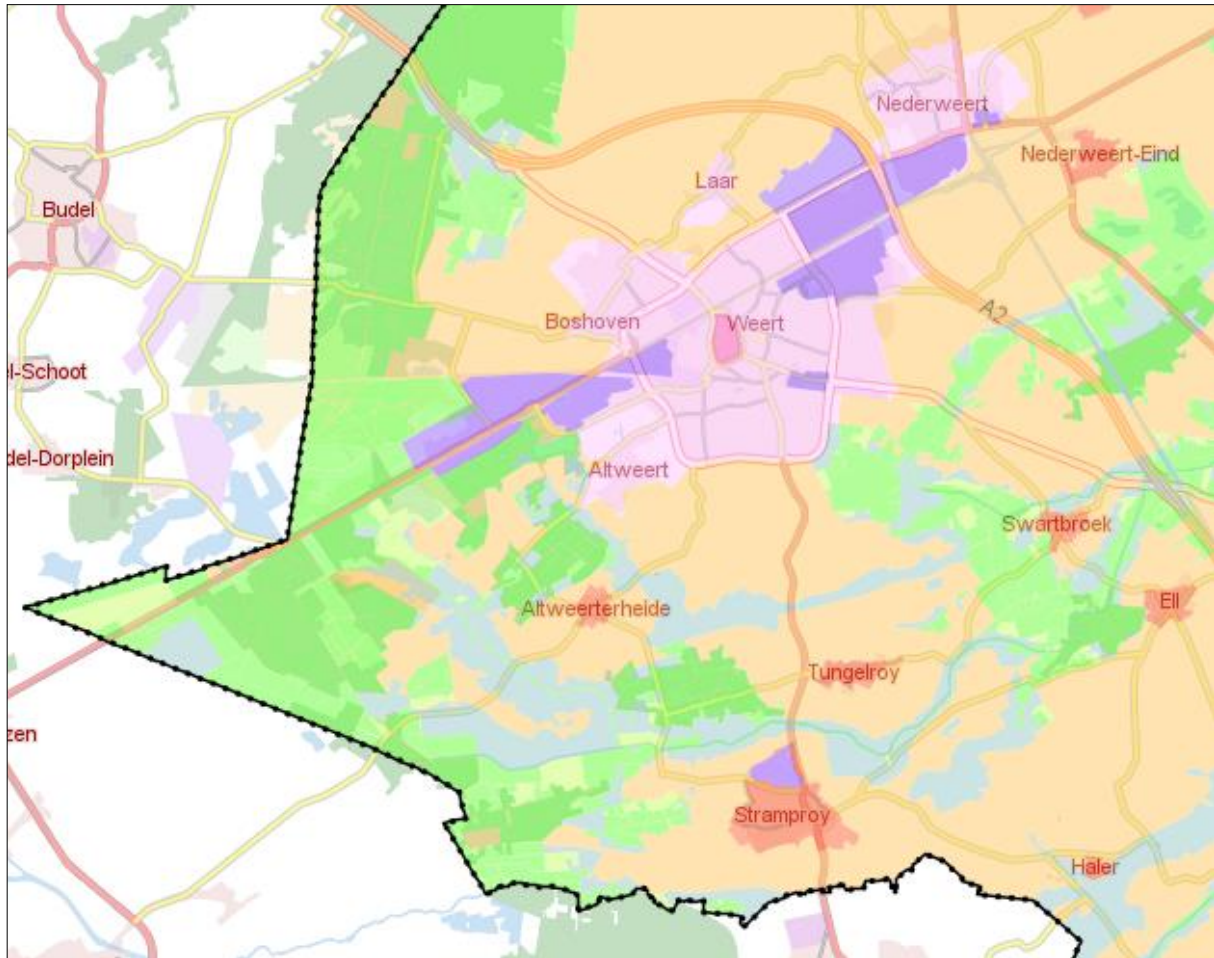 Nederweert
Nederweert-Eind
Laar
Budel
A2
Boshoven
Weert
el-Schoot
del-Dorplein
Altweert
Swartbroek
Altweerterheide
Ell
Tungelroy
zen
Stramproy
Haler